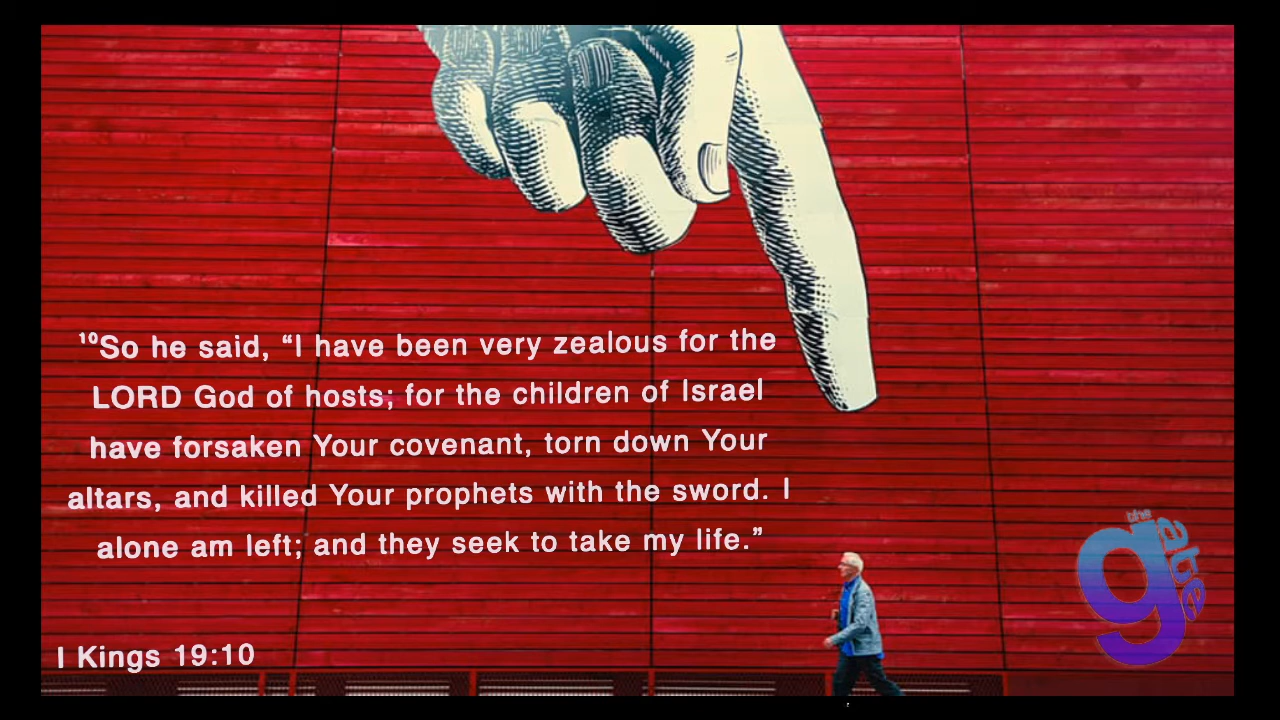 ¹⁰So he said, “I have been very zealous for the
LORD God of hosts; for the children of Israel
have forsaken Your covenant, torn down Your
altars, and killed Your prophets with the sword. I
alone am left; and they seek to take my life.”
I Kings 19:10
the gate